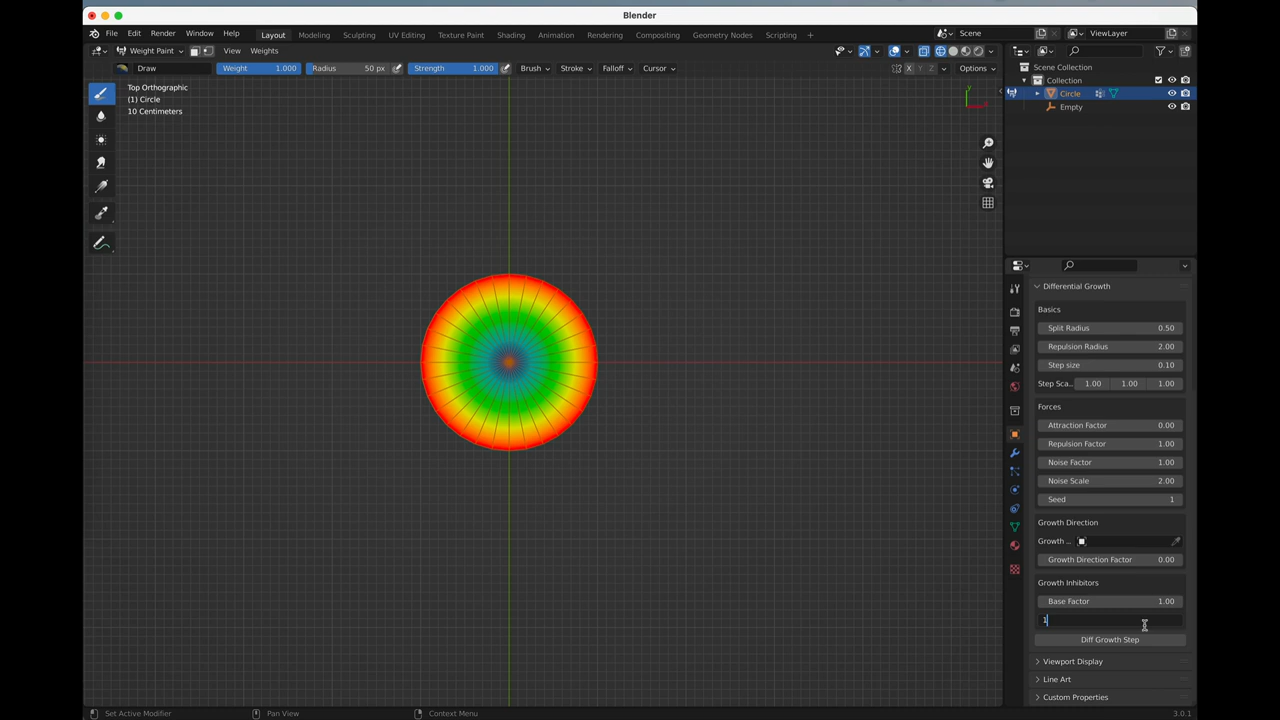 Blender
File Edit Render Window Help Layout Modeling Sculpting UV Editing Texture Paint Shading Animation Rendering Compositing Geometry Nodes Scripting + Scene ViewLayer
Weight Paint View Weights
Draw Weight 1.000 Radius 50 px Strength 1.000 Brush Stroke Falloff Cursor X Y Z Options
Top Orthographic
(1) Circle
10 Centimeters
Y
Scene Collection
Collection
Circle
Empty
Differential Growth
Basics
Split Radius 0.50
Repulsion Radius 2.00
Step size 0.10
Step Sca... 1.00 1.00 1.00
Forces
Attraction Factor 0.00
Repulsion Factor 1.00
Noise Factor 1.00
Noise Scale 2.00
Seed 1
Growth Direction
Growth ...
Growth Direction Factor 0.00
Growth Inhibitors
Base Factor 1.00
1
Diff Growth Step
Viewport Display
Line Art
Custom Properties
Set Active Modifier Pan View Context Menu 3.0.1